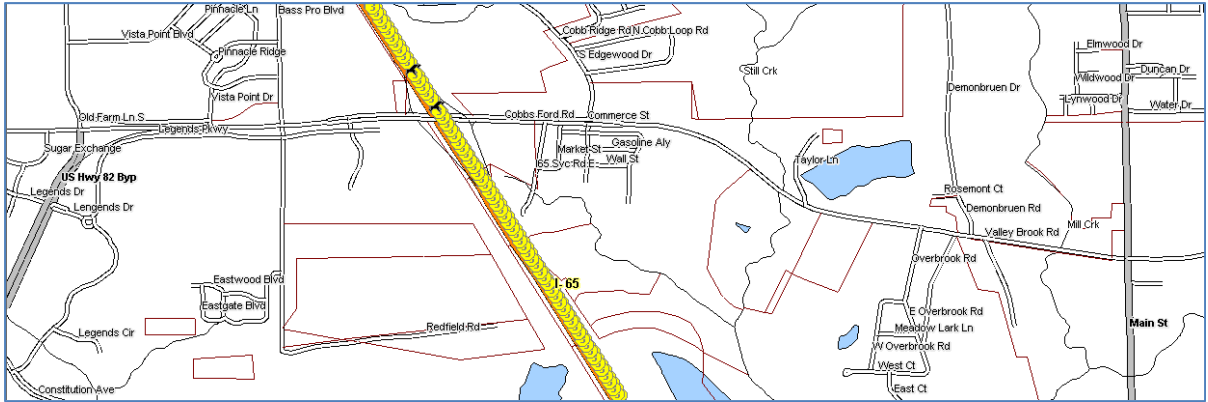 Pinnacle Ln
Bass Pro Blvd
Vista Point Blvd
Pinnacle Ridge
Cobb Ridge Rd
N Cobb Loop Rd
S Edgewood Dr
Still Crk
Elmwood Dr
Duncan Dr
Wildwood Dr
Demonbruen Dr
Lynwood Dr
Water Dr
Vista Point Dr
Old Farm Ln S
Legends Pkwy
Cobbs Ford Rd
Commerce St
Sugar Exchange
Market St
Gasoline Aly
Wall St
65 Svc Rd E
Taylor Ln
US Hwy 82 Byp
Legends Dr
Lengends Dr
Rosemont Ct
Demonbruen Rd
Mill Crk
Valley Brook Rd
Overbrook Rd
Eastwood Blvd
I-65
Eastgate Blvd
E Overbrook Rd
Meadow Lark Ln
Redfield Rd
Legends Cir
Main St
W Overbrook Rd
West Ct
Constitution Ave
East Ct